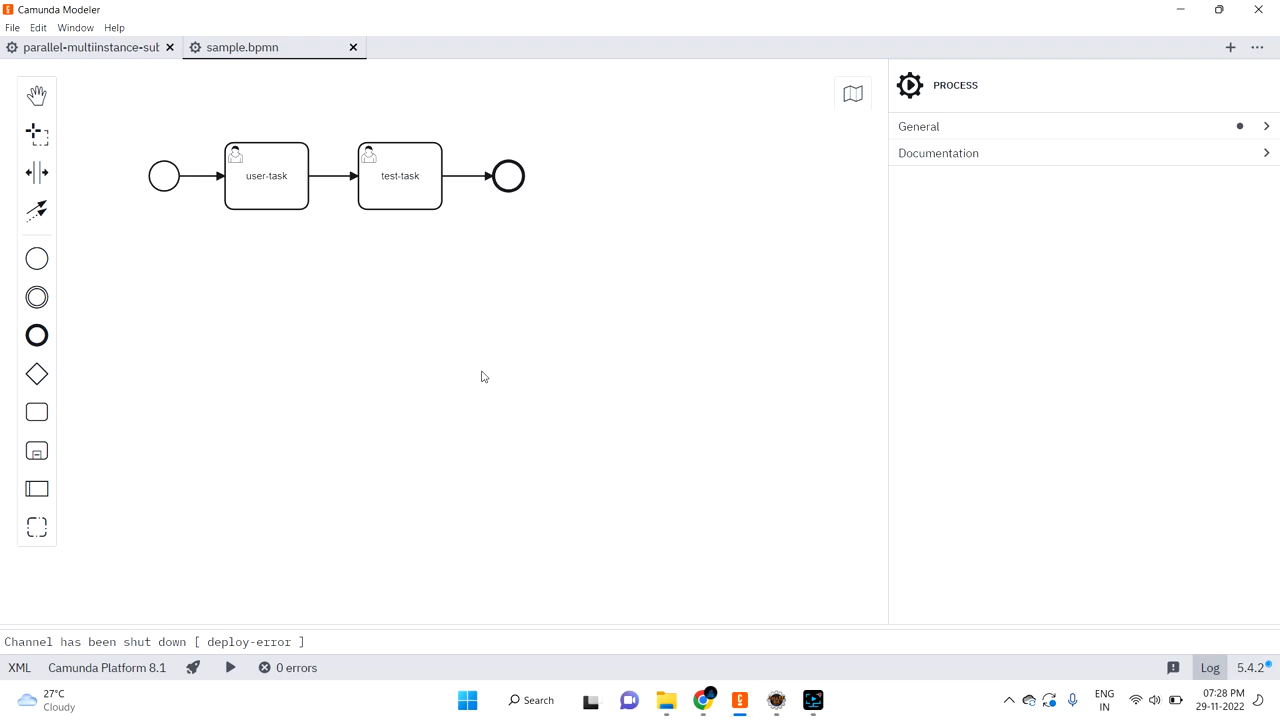 Camunda Modeler
File Edit Window Help
parallel-multiinstance-sub
sample.bpmn
PROCESS
General
Documentation
user-task
test-task
Channel has been shut down [ deploy-error ]
XML Camunda Platform 8.1 0 errors Log 5.4.2
27°C
Cloudy
Search
ENG
IN
07:28 PM
29-11-2022